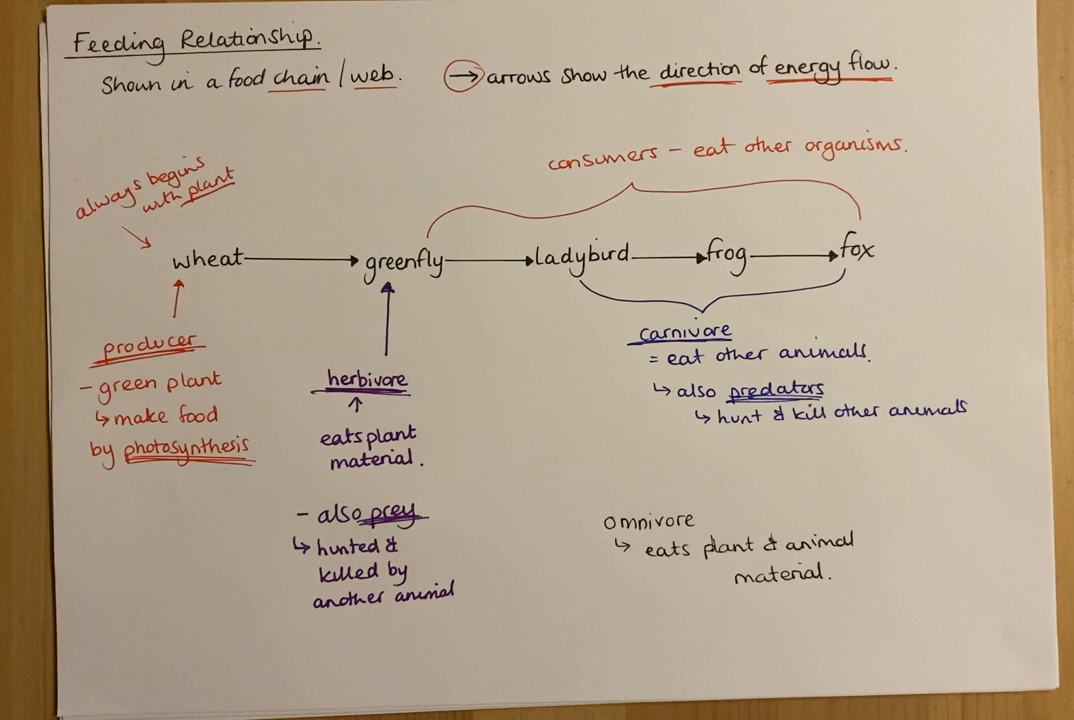 Feeding Relationship.
Shown in a food chain / web. → arrows show the direction of energy flow.
consumers – eat other organisms.
always begins
with plant
wheat → greenfly → ladybird → frog → fox
producer
– green plant
↳ make food
by photosynthesis
herbivore
↑
eats plant
material.
– also prey
↳ hunted &
killed by
another animal
carnivore
= eat other animals.
↳ also predators
↳ hunt & kill other animals
omnivore
↳ eats plant & animal
material.